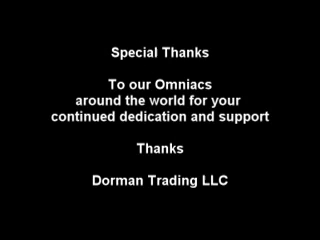 Special Thanks
To our Omniacs
around the world for your
continued dedication and support
Thanks
Dorman Trading LLC